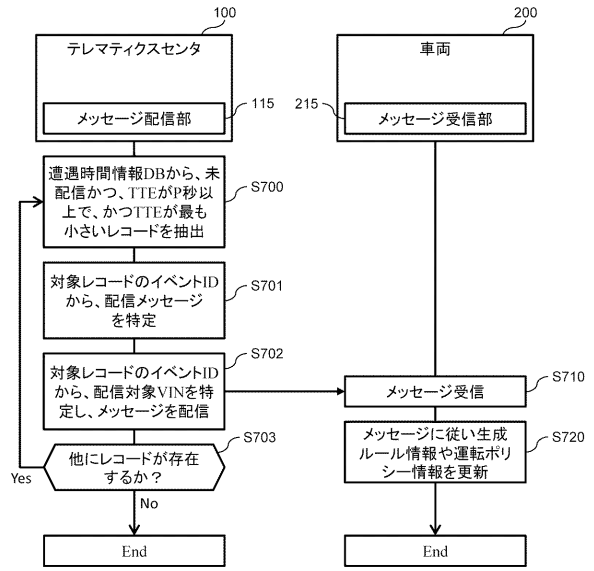 100
テレマティクスセンタ
メッセージ配信部
115
200
車両
215
メッセージ受信部
遭遇時間情報DBから、未
配信かつ、TTEがP秒以
上で、かつTTEが最も
小さいレコードを抽出
S700
対象レコードのイベントID
から、配信メッセージ
を特定
S701
対象レコードのイベントID
から、配信対象VINを特
定し、メッセージを配信
S702
メッセージ受信
S710
他にレコードが存在
するか？
S703
メッセージに従い生成
ルール情報や運転ポリ
シー情報を更新
S720
Yes
No
End
End